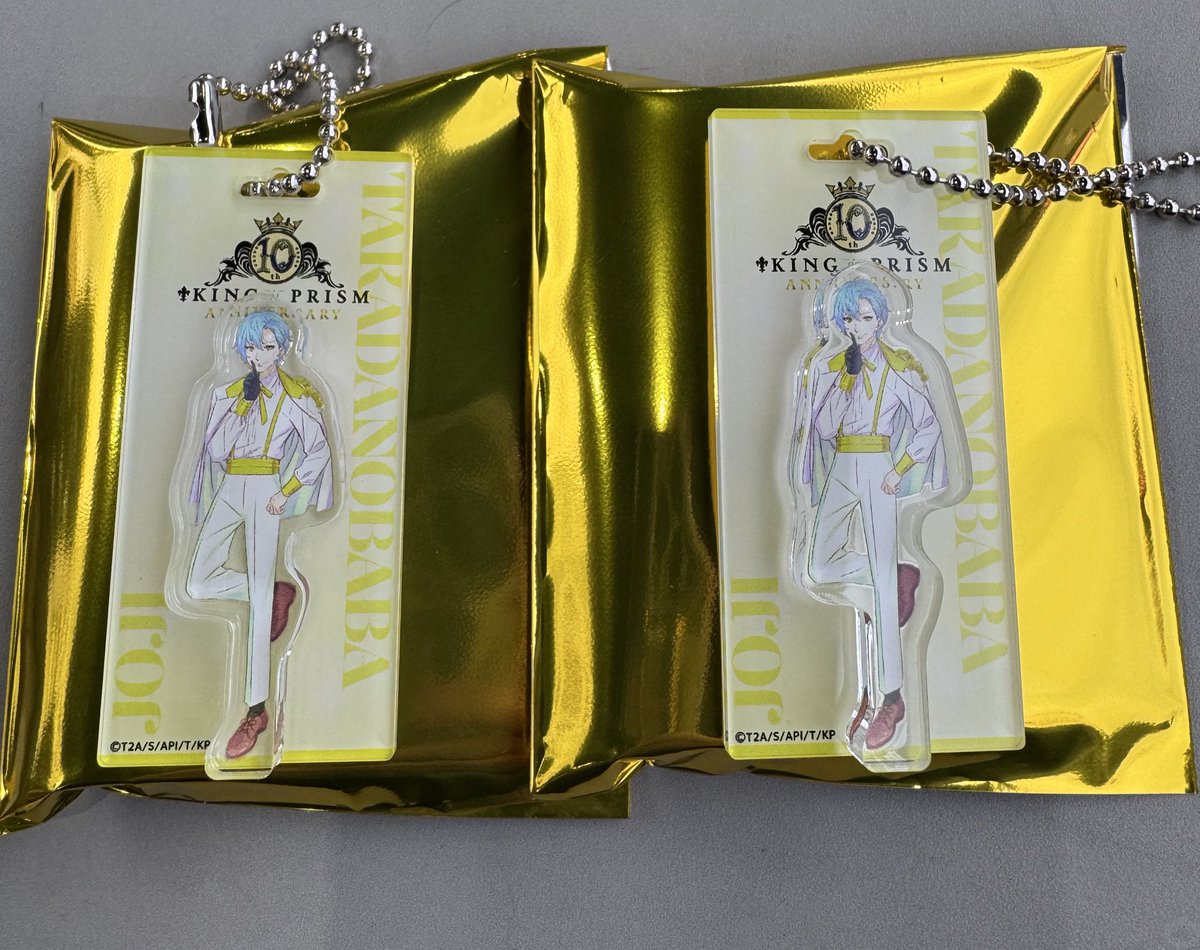 10th
KING OF PRISM
ANNIVERSARY
TAKADANOBABA
JOJI
©T2A/S/API/T/KP
10th
KING OF PRISM
ANNIVERSARY
TAKADANOBABA
JOJI
©T2A/S/API/T/KP